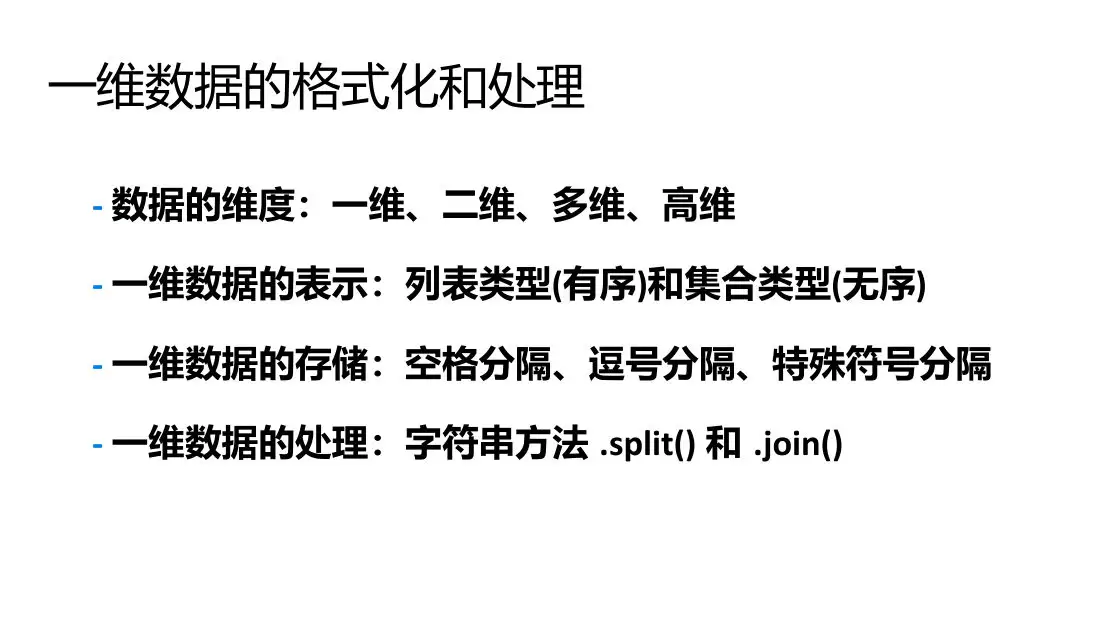 一维数据的格式化和处理
- 数据的维度：一维、二维、多维、高维
- 一维数据的表示：列表类型(有序)和集合类型(无序)
- 一维数据的存储：空格分隔、逗号分隔、特殊符号分隔
- 一维数据的处理：字符串方法 .split() 和 .join()